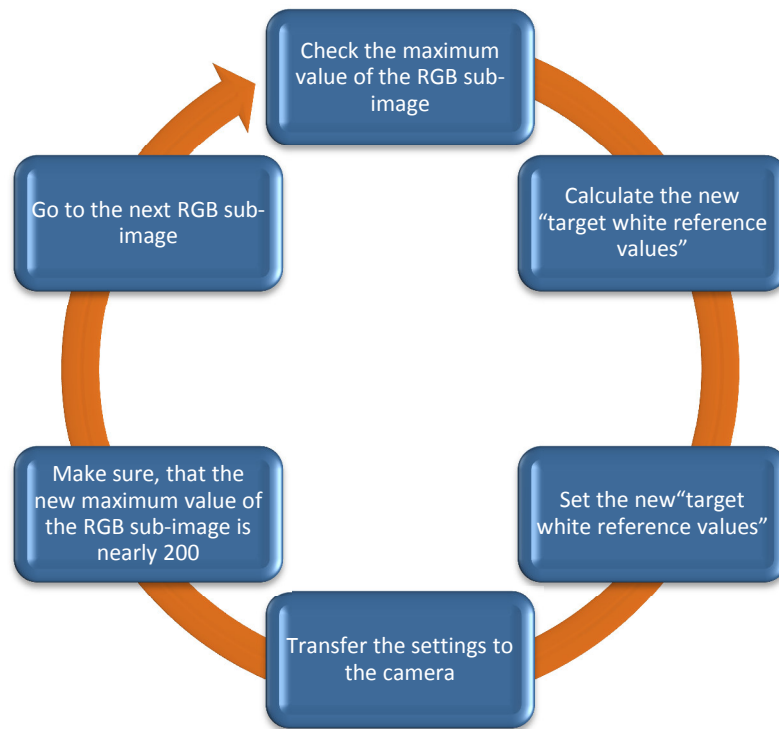 Check the maximum
value of the RGB sub-
image
Calculate the new
“target white reference
values”
Set the new“target
white reference values”
Transfer the settings to
the camera
Make sure, that the
new maximum value of
the RGB sub-image is
nearly 200
Go to the next RGB sub-
image